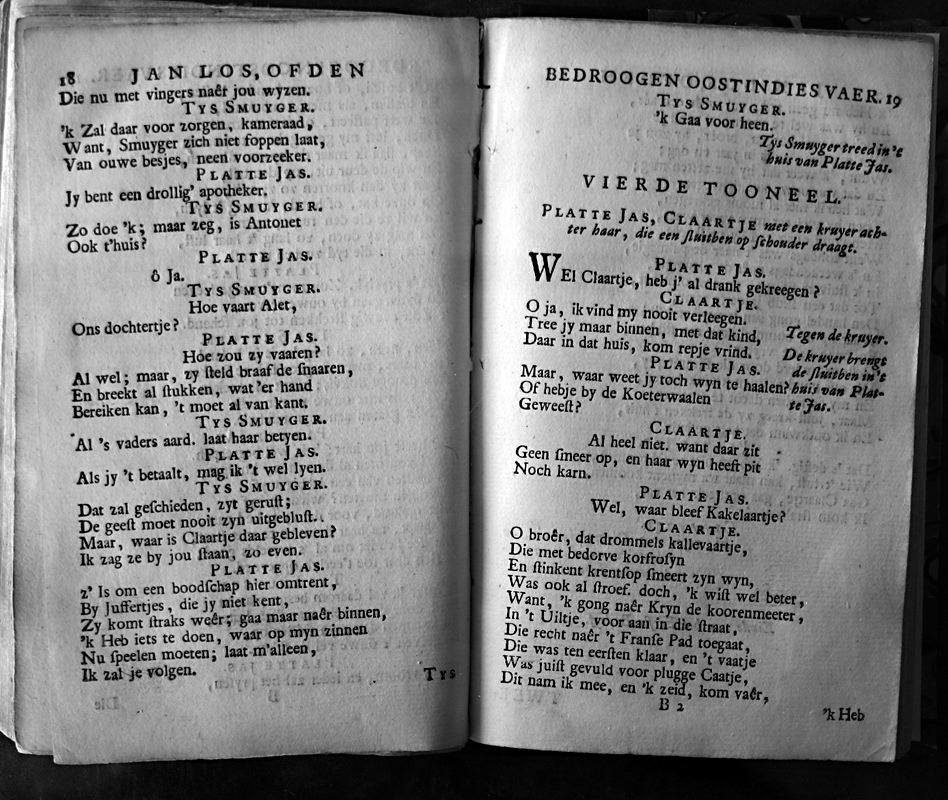 18 JAN LOS, OF DEN
Die nu met vingers naêr jou wyzen.
TYS SMUYGER.
'k Zal daar voor zorgen, kameraad,
Want, Smuyger zich niet foppen laat,
Van ouwe besjes, neen voorzeeker.
PLATTE JAS.
Jy bent een drollig' apotheker.
TYS SMUYGER.
Zo doe 'k; maar zeg, is Antonet
Ook t'huis?
PLATTE JAS.
ô Ja.
TYS SMUYGER.
Hoe vaart Alet,
Ons dochtertje?
PLATTE JAS.
Hoe zou zy vaaren?
Al wel; maar, zy ſteld braaf de ſnaaren,
En breekt al ſtukken, wat 'er hand
Bereiken kan, 't moet al van kant.
TYS SMUYGER.
Al 's vaders aard. laat haar betyen.
PLATTE JAS.
Als jy 't betaalt, mag ik 't wel lyen.
TYS SMUYGER.
Dat zal geſchieden, zyt geruſt;
De geeſt moet nooit zyn uitgebluſt.
Maar, waar is Claartje daar gebleven?
Ik zag ze by jou ſtaan, zo even.
PLATTE JAS.
z' Is om een boodſchap hier omtrent,
By Juffertjes, die jy niet kent,
Zy komt ſtraks weêr; gaa maar naêr binnen,
'k Heb iets te doen, waar op myn zinnen
Nu ſpeelen moeten; laat m'alleen,
Ik zal je volgen.
TYS
BEDROOGEN OOSTINDIES VAER. 19
TYS SMUYGER.
'k Gaa voor heen.
Tys Smuyger treed in 't
huis van Platte Jas.
VIERDE TOONEEL.
PLATTE JAS, CLAARTJE met een kruyer ach-
ter haar, die een ſluitben op ſchouder draagt.
PLATTE JAS.
WEl Claartje, heb j' al drank gekreegen?
CLAARTJE.
O ja, ik vind my nooit verleegen.
Tree jy maar binnen, met dat kind, Tegen de kruyer.
Daar in dat huis, kom repje vrind. De kruyer brengt
PLATTE JAS. de ſluitben in 't
Maar, waar weet jy toch wyn te haalen? huis van Plat-
Of hebje by de Koeterwaalen te Jas.
Geweeſt?
CLAARTJE.
Al heel niet. want daar zit
Geen ſmeer op, en haar wyn heeft pit
Noch karn.
PLATTE JAS.
Wel, waar bleef Kakelaartje?
CLAARTJE.
O broêr, dat drommels kallevaartje,
Die met bedorve korfroſyn
En ſtinkent krentſop ſmeert zyn wyn,
Was ook al ſtroef. doch, 'k wiſt wel beter,
Want, 'k gong naêr Kryn de koorenmeeter,
In 't Uiltje, voor aan in die ſtraat,
Die recht naêr 't Franſe Pad toegaat,
Die was ten eerſten klaar, en 't vaatje
Was juiſt gevuld voor plugge Caatje,
Dit nam ik mee, en 'k zeid, kom vaêr,
B 2
'k Heb